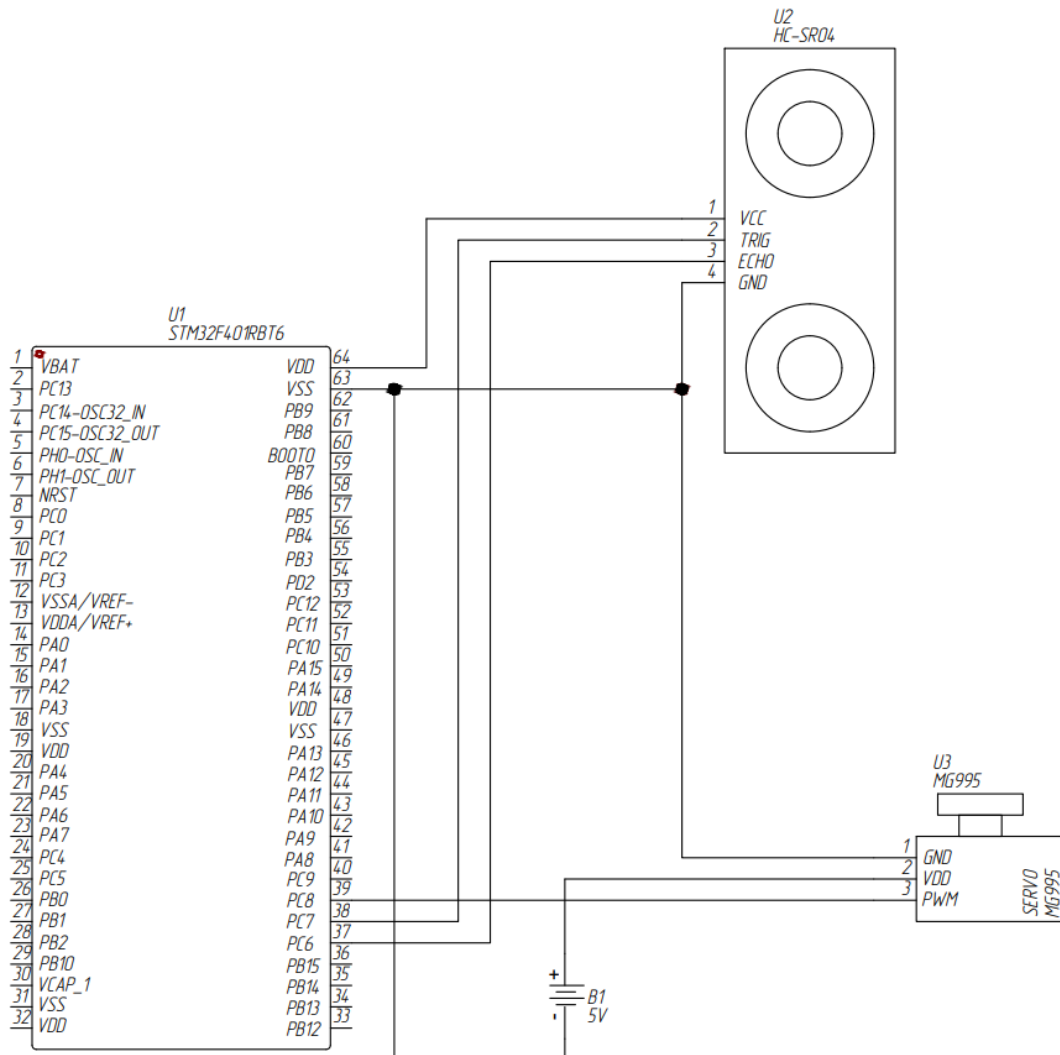 U2
HC-SR04
1 VCC
2 TRIG
3 ECHO
4 GND
U1
STM32F401RBT6
1 VBAT VDD 64
2 PC13 VSS 63
3 PC14-OSC32_IN PB9 62
4 PC15-OSC32_OUT PB8 61
5 PH0-OSC_IN BOOT0 60
6 PH1-OSC_OUT PB7 59
7 NRST PB6 58
8 PC0 PB5 57
9 PC1 PB4 56
10 PC2 PB3 55
11 PC3 PD2 54
12 VSSA/VREF- PC12 53
13 VDDA/VREF+ PC11 52
14 PA0 PC10 51
15 PA1 PA15 50
16 PA2 PA14 49
17 PA3 VDD 48
18 VSS VSS 47
19 VDD PA13 46
20 PA4 PA12 45
21 PA5 PA11 44
22 PA6 PA10 43
23 PA7 PA9 42
24 PC4 PA8 41
25 PC5 PC9 40
26 PB0 PC8 39
27 PB1 PC7 38
28 PB2 PC6 37
29 PB10 PB15 36
30 VCAP_1 PB14 35
31 VSS PB13 34
32 VDD PB12 33
U3
MG995
1 GND
2 VDD
3 PWM
SERVO
MG995
+
B1
5V
-